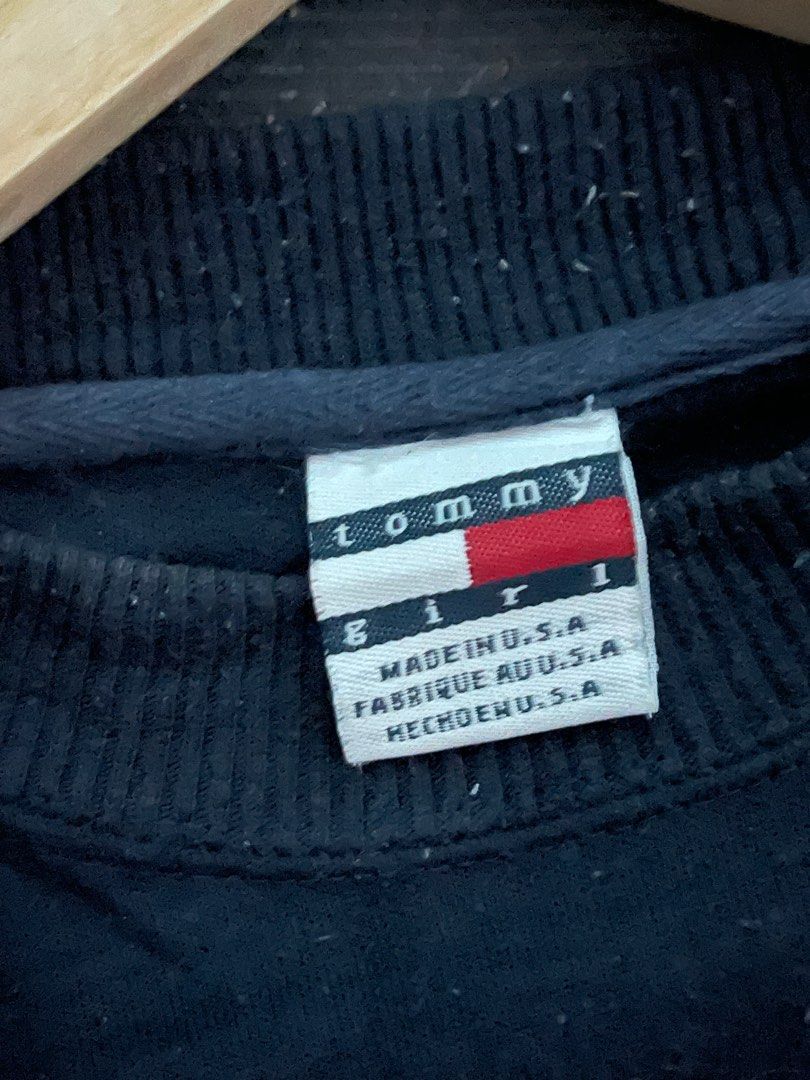 tommy
girl
MADE IN U.S.A
FABRIQUE AU U.S.A
HECHO EN U.S.A